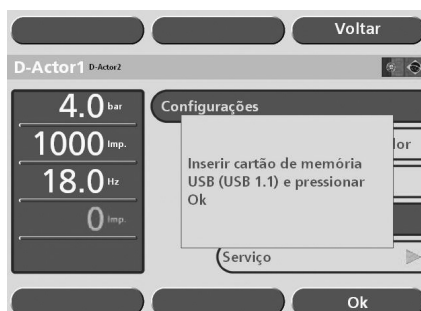 Voltar
D-Actor1 D-Actor2
4.0 bar
Configurações
1000 Imp.
lor
Inserir cartão de memória
USB (USB 1.1) e pressionar
Ok
18.0 Hz
0 Imp.
Serviço
Ok